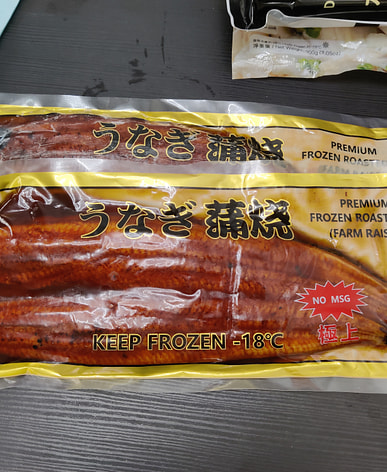 うなぎ 蒲焼
PREMIUM
FROZEN ROAST
うなぎ 蒲焼
PREMIUM
FROZEN ROAST
(FARM RAIS
NO MSG
極上
KEEP FROZEN -18℃